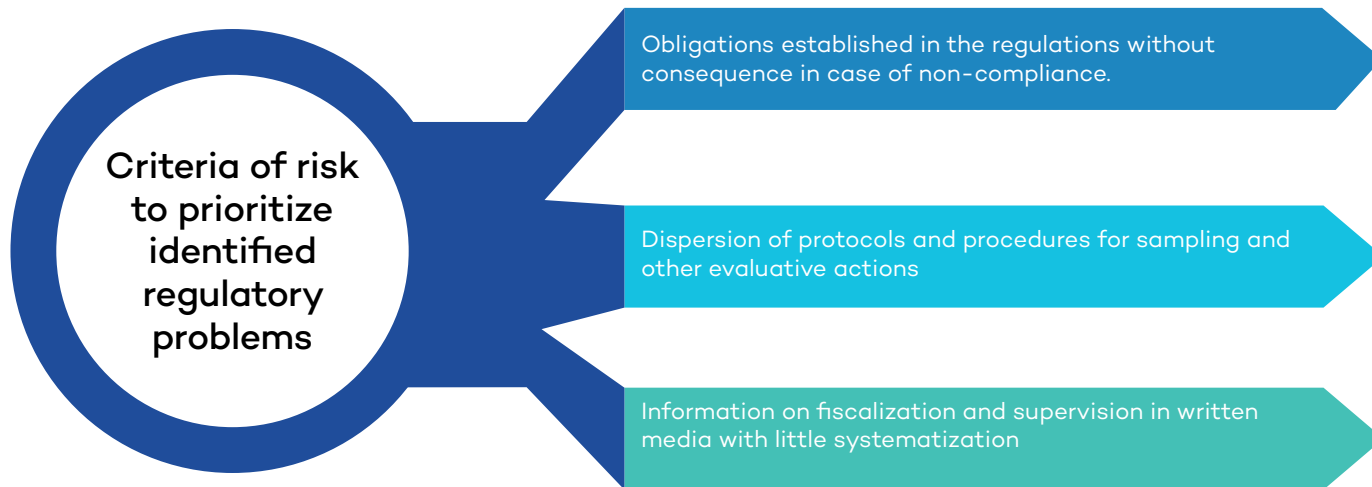 Criteria of risk
to prioritize
identified
regulatory
problems
Obligations established in the regulations without
consequence in case of non-compliance.
Dispersion of protocols and procedures for sampling and
other evaluative actions
Information on fiscalization and supervision in written
media with little systematization